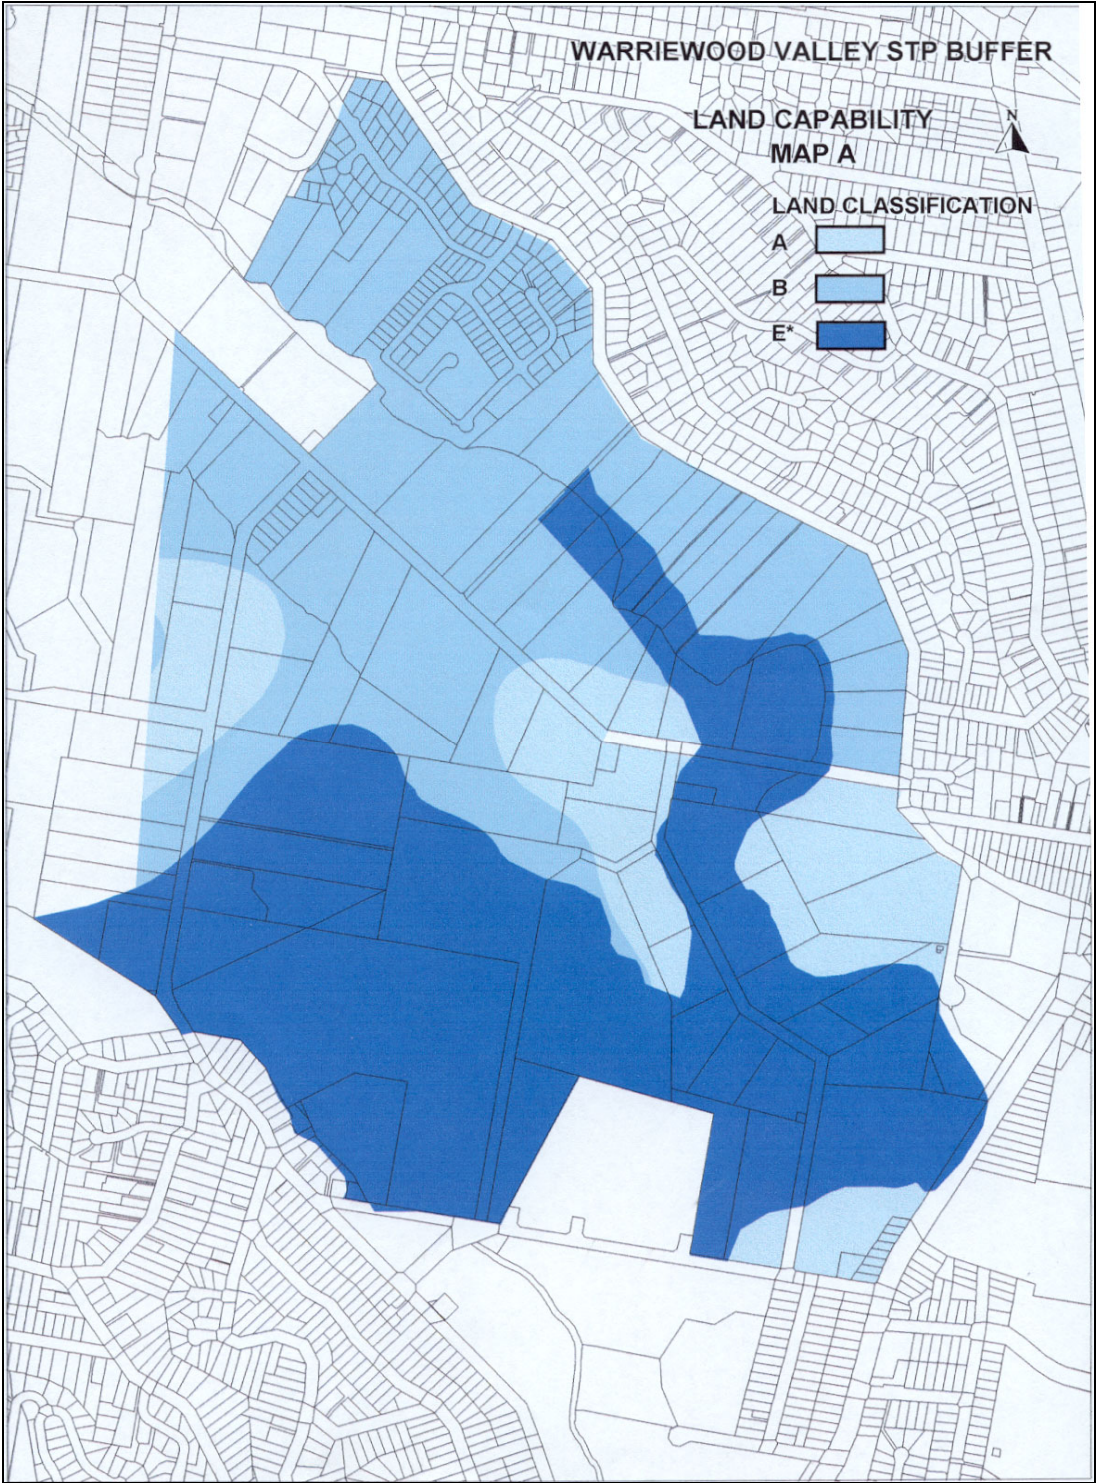 WARRIEWOOD VALLEY STP BUFFER
LAND CAPABILITY
MAP A
N
LAND CLASSIFICATION
A
B
E*